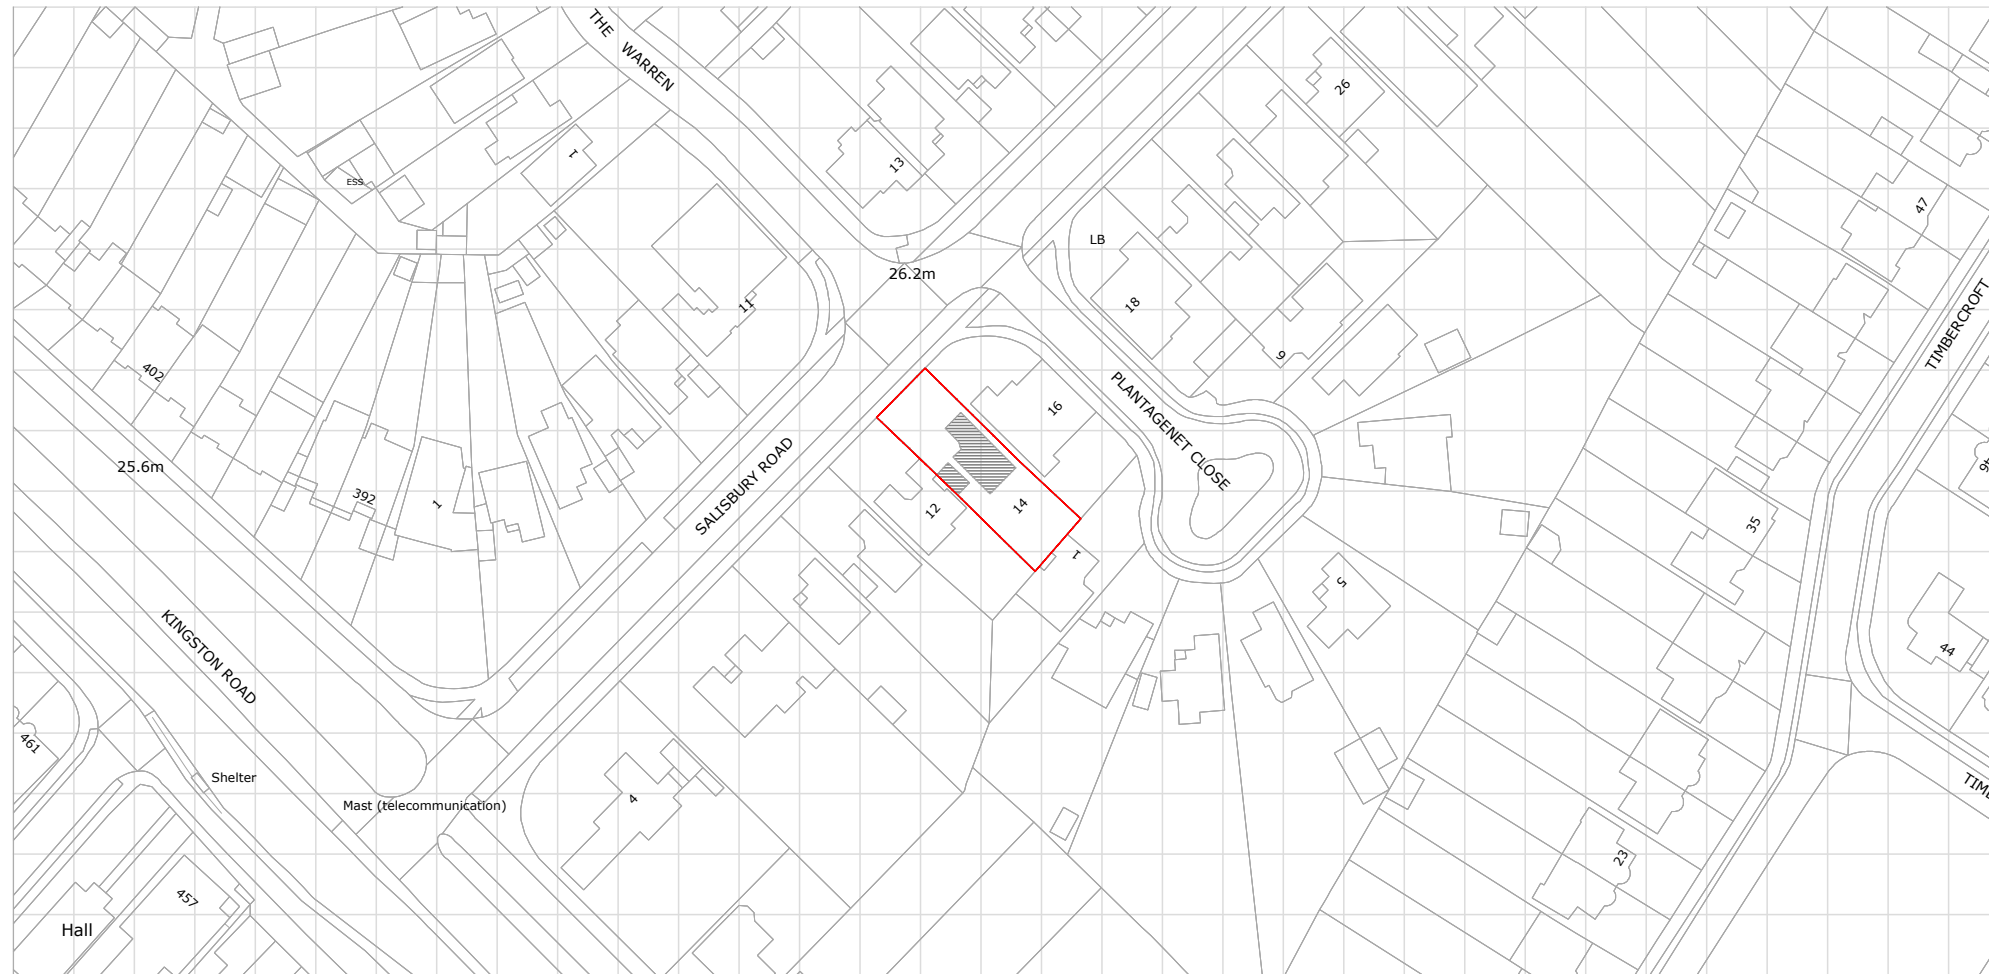 THE WARREN
26
1
13
ESS
47
LB
26.2m
11
18
TIMBERCROFT
9
402
16
PLANTAGENET CLOSE
25.6m
SALISBURY ROAD
392
1
12
14
35
1
5
KINGSTON ROAD
44
461
Shelter
Mast (telecommunication)
4
23
457
Hall